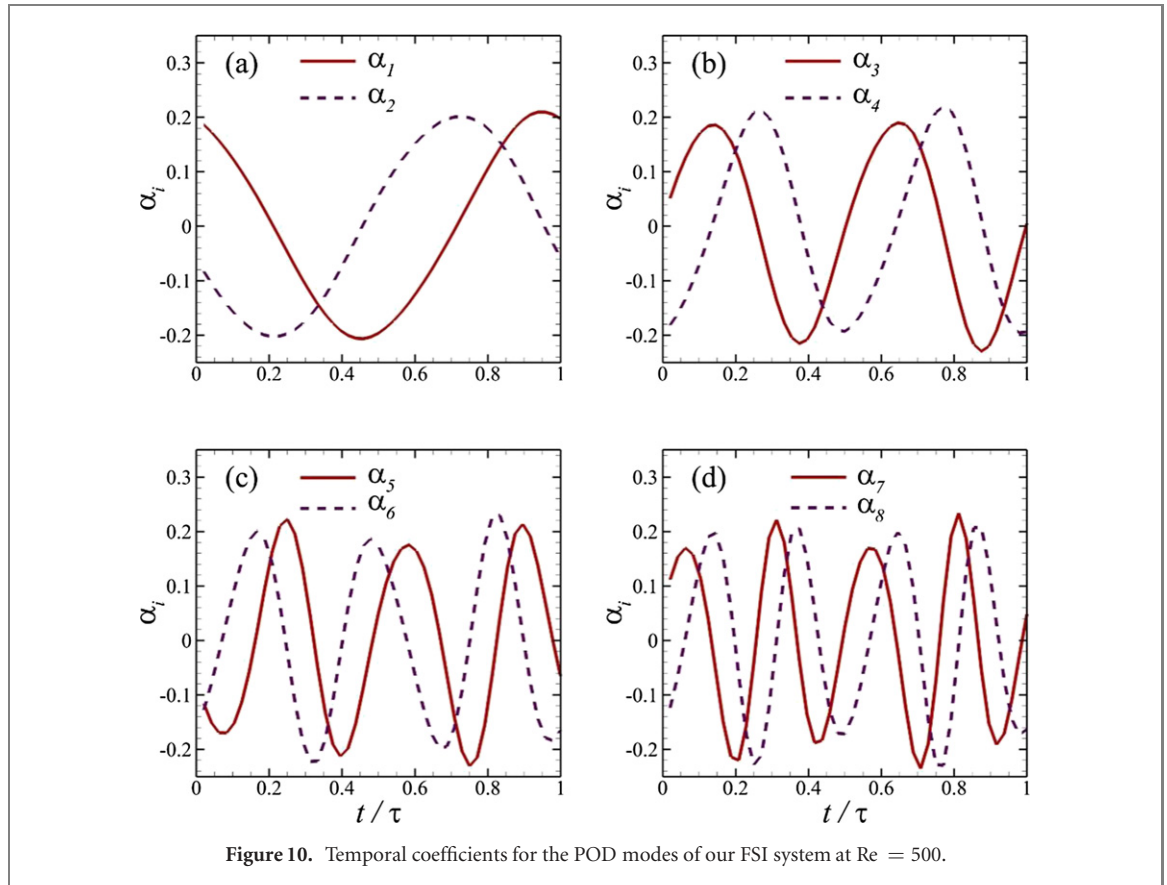 (a)
α1
α2
0.3
0.2
0.1
0
-0.1
-0.2
αi
0 0.2 0.4 0.6 0.8 1
(b)
α3
α4
0.3
0.2
0.1
0
-0.1
-0.2
αi
0 0.2 0.4 0.6 0.8 1
(c)
α5
α6
0.3
0.2
0.1
0
-0.1
-0.2
αi
0 0.2 0.4 0.6 0.8 1
t / τ
(d)
α7
α8
0.3
0.2
0.1
0
-0.1
-0.2
αi
0 0.2 0.4 0.6 0.8 1
t / τ
Figure 10. Temporal coefficients for the POD modes of our FSI system at Re = 500.